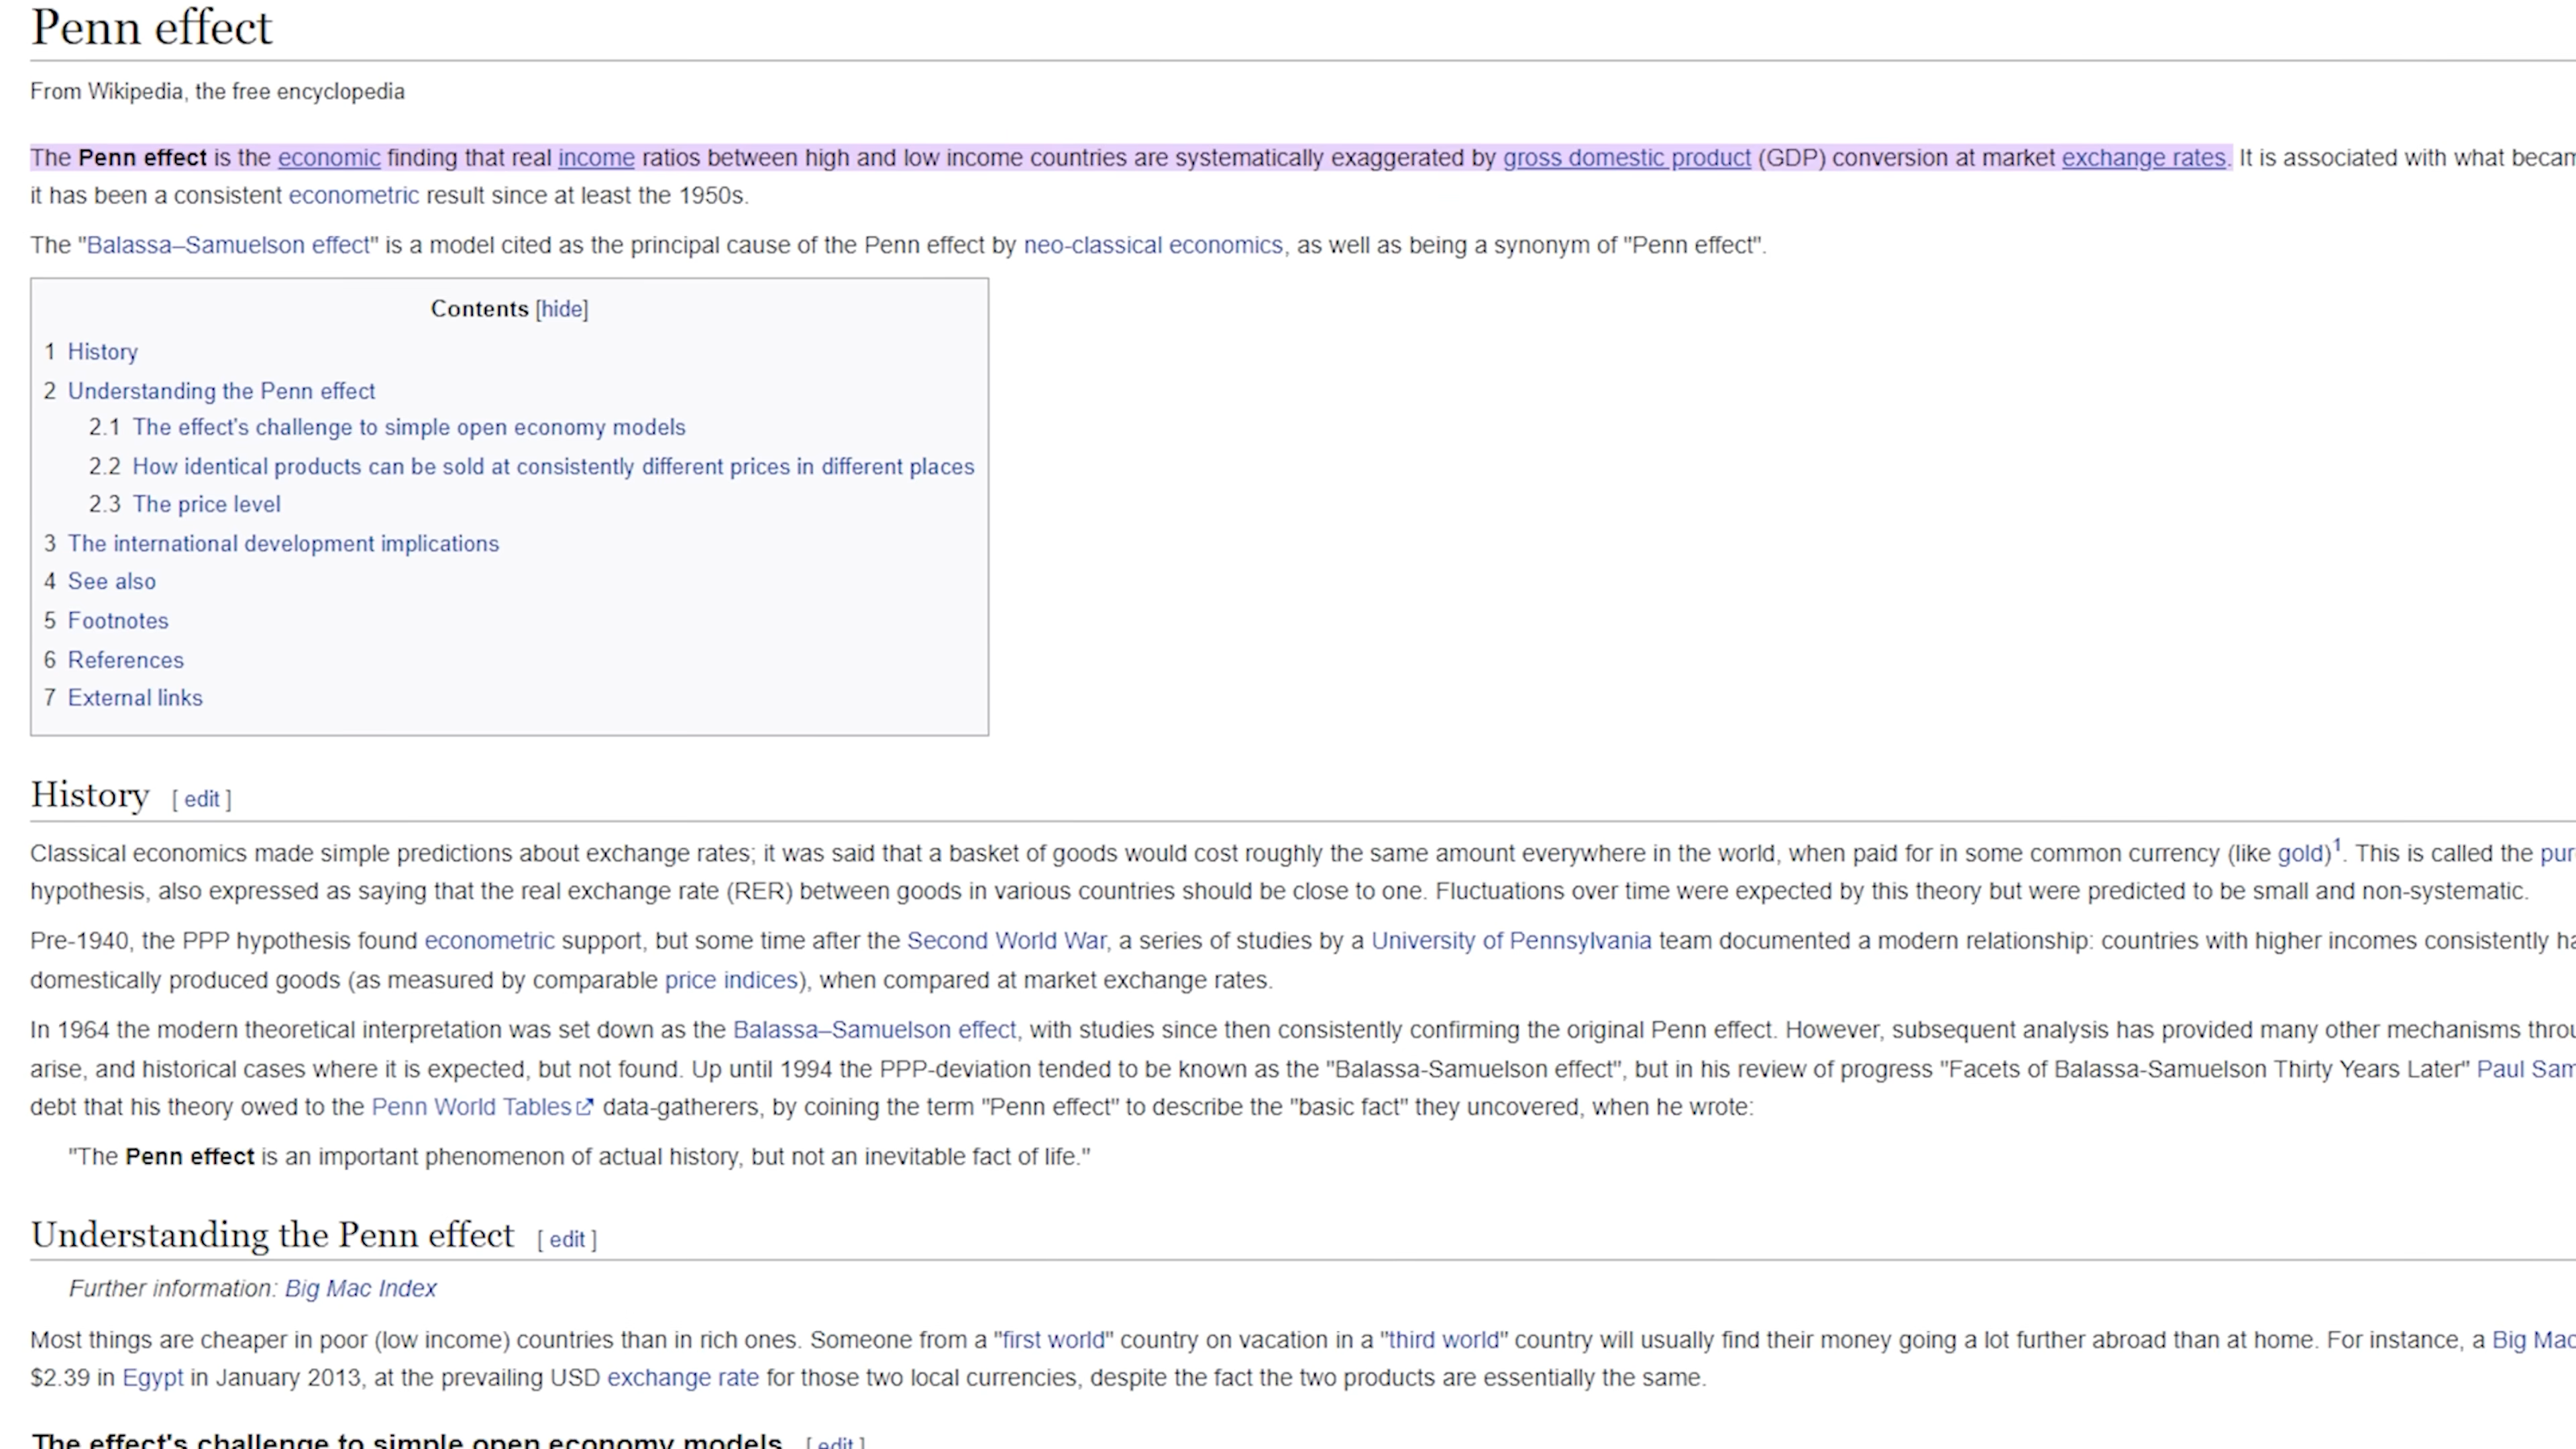 Penn effect
From Wikipedia, the free encyclopedia
The Penn effect is the economic finding that real income ratios between high and low income countries are systematically exaggerated by gross domestic product (GDP) conversion at market exchange rates. It is associated with what
it has been a consistent econometric result since at least the 1950s.
The "Balassa–Samuelson effect" is a model cited as the principal cause of the Penn effect by neo-classical economics, as well as being a synonym of "Penn effect".
Contents [hide]
1 History
2 Understanding the Penn effect
2.1 The effect's challenge to simple open economy models
2.2 How identical products can be sold at consistently different prices in different places
2.3 The price level
3 The international development implications
4 See also
5 Footnotes
6 References
7 External links
History [ edit ]
Classical economics made simple predictions about exchange rates; it was said that a basket of goods would cost roughly the same amount everywhere in the world, when paid for in some common currency (like gold)1. This is called the
hypothesis, also expressed as saying that the real exchange rate (RER) between goods in various countries should be close to one. Fluctuations over time were expected by this theory but were predicted to be small and non-systematic.
Pre-1940, the PPP hypothesis found econometric support, but some time after the Second World War, a series of studies by a University of Pennsylvania team documented a modern relationship: countries with higher incomes consistently
domestically produced goods (as measured by comparable price indices), when compared at market exchange rates.
In 1964 the modern theoretical interpretation was set down as the Balassa–Samuelson effect, with studies since then consistently confirming the original Penn effect. However, subsequent analysis has provided many other mechanisms
arise, and historical cases where it is expected, but not found. Up until 1994 the PPP-deviation tended to be known as the "Balassa-Samuelson effect", but in his review of progress "Facets of Balassa-Samuelson Thirty Years Later" Paul
debt that his theory owed to the Penn World Tables data-gatherers, by coining the term "Penn effect" to describe the "basic fact" they uncovered, when he wrote:
"The Penn effect is an important phenomenon of actual history, but not an inevitable fact of life."
Understanding the Penn effect [ edit ]
Further information: Big Mac Index
Most things are cheaper in poor (low income) countries than in rich ones. Someone from a "first world" country on vacation in a "third world" country will usually find their money going a lot further abroad than at home. For instance, a Big Mac
$2.39 in Egypt in January 2013, at the prevailing USD exchange rate for those two local currencies, despite the fact the two products are essentially the same.
The effect's challenge to simple open economy models [ edit ]